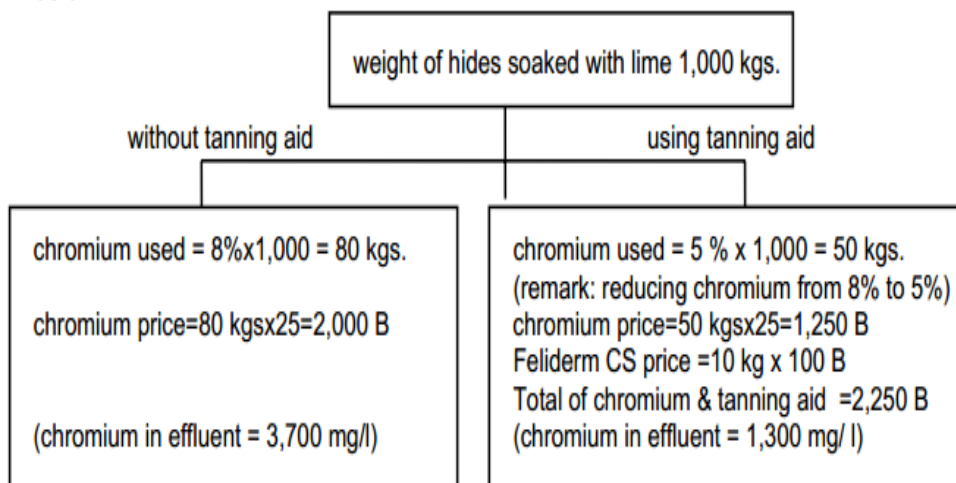 weight of hides soaked with lime 1,000 kgs.
without tanning aid
using tanning aid
chromium used = 8%x1,000 = 80 kgs.
chromium price=80 kgsx25=2,000 B
(chromium in effluent = 3,700 mg/l)
chromium used = 5 % x 1,000 = 50 kgs.
(remark: reducing chromium from 8% to 5%)
chromium price=50 kgsx25=1,250 B
Feliderm CS price =10 kg x 100 B
Total of chromium & tanning aid =2,250 B
(chromium in effluent = 1,300 mg/ l)